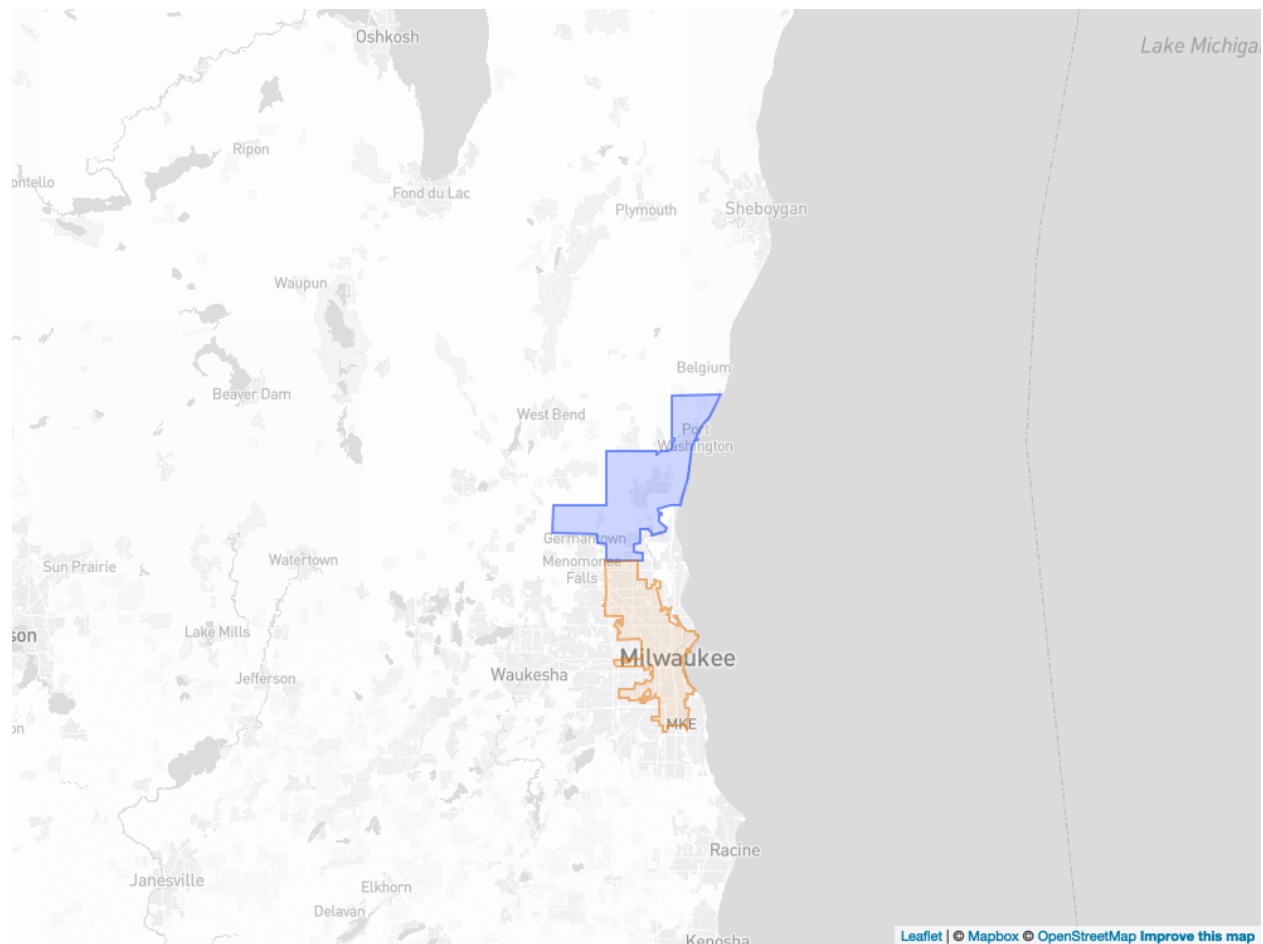 Oshkosh
Lake Michiga
Ripon
ontello
Fond du Lac
Plymouth
Sheboygan
Waupun
Belgium
Beaver Dam
West Bend
Port
Washington
Germantown
Menomonee
Falls
Sun Prairie
Watertown
son
Lake Mills
Milwaukee
Waukesha
Jefferson
MKE
on
Racine
Janesville
Elkhorn
Delavan
Kenosha
Leaflet | © Mapbox © OpenStreetMap Improve this map